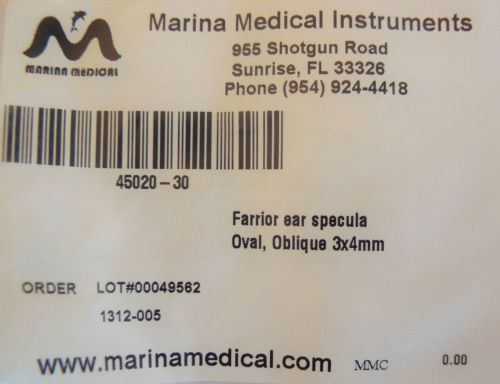 MARINA MEDICAL
Marina Medical Instruments
955 Shotgun Road
Sunrise, FL 33326
Phone (954) 924-4418
45020-30
Farrior ear specula
Oval, Oblique 3x4mm
ORDER LOT#00049562
1312-005
www.marinamedical.com MMC 0.00